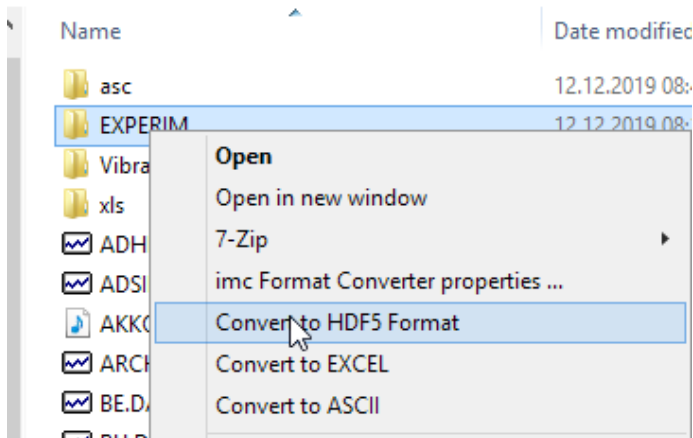 Name Date modified
asc 12.12.2019 08:
EXPERIM 12.12.2019 08:
Vibra
Open
xls
Open in new window
ADH
7-Zip
ADSI
imc Format Converter properties ...
AKK
Convert to HDF5 Format
ARCH
Convert to EXCEL
BE.D
Convert to ASCII